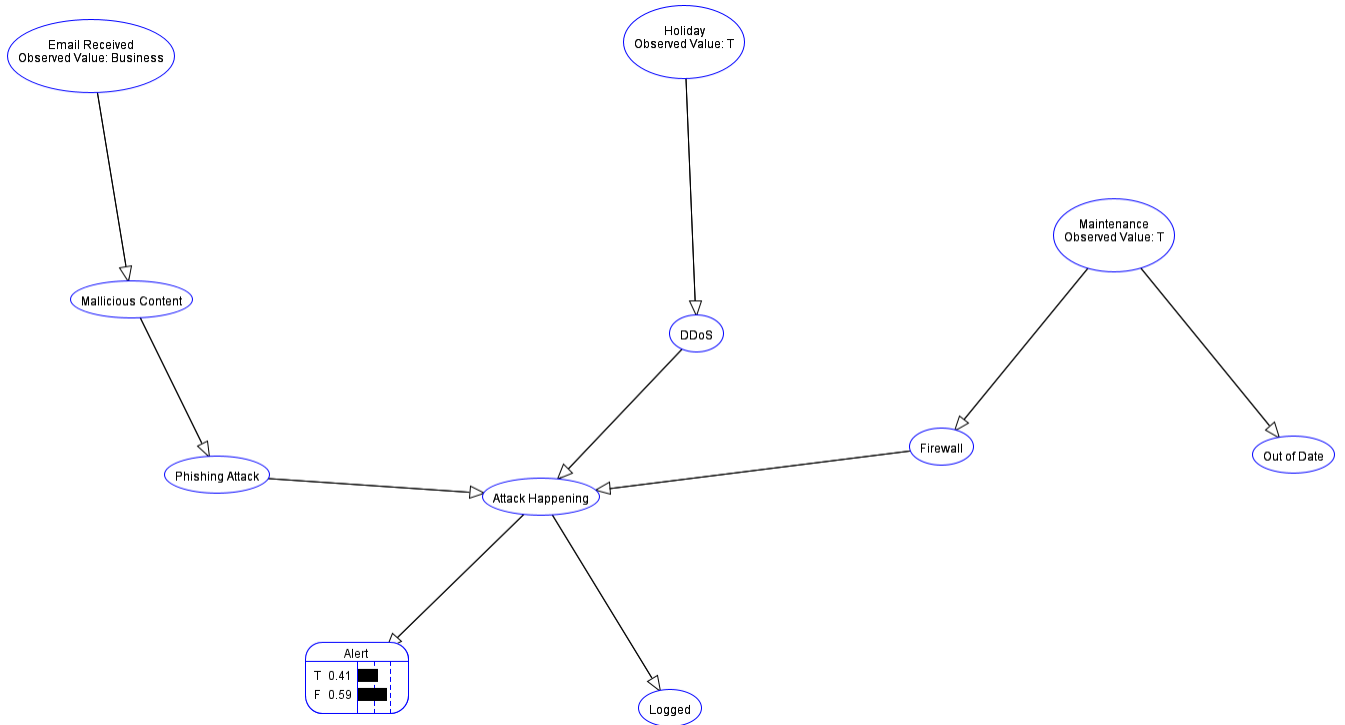 Email Received
Observed Value: Business
Holiday
Observed Value: T
Maintenance
Observed Value: T
Mallicious Content
DDoS
Firewall
Out of Date
Phishing Attack
Attack Happening
Alert
T 0.41
F 0.59
Logged